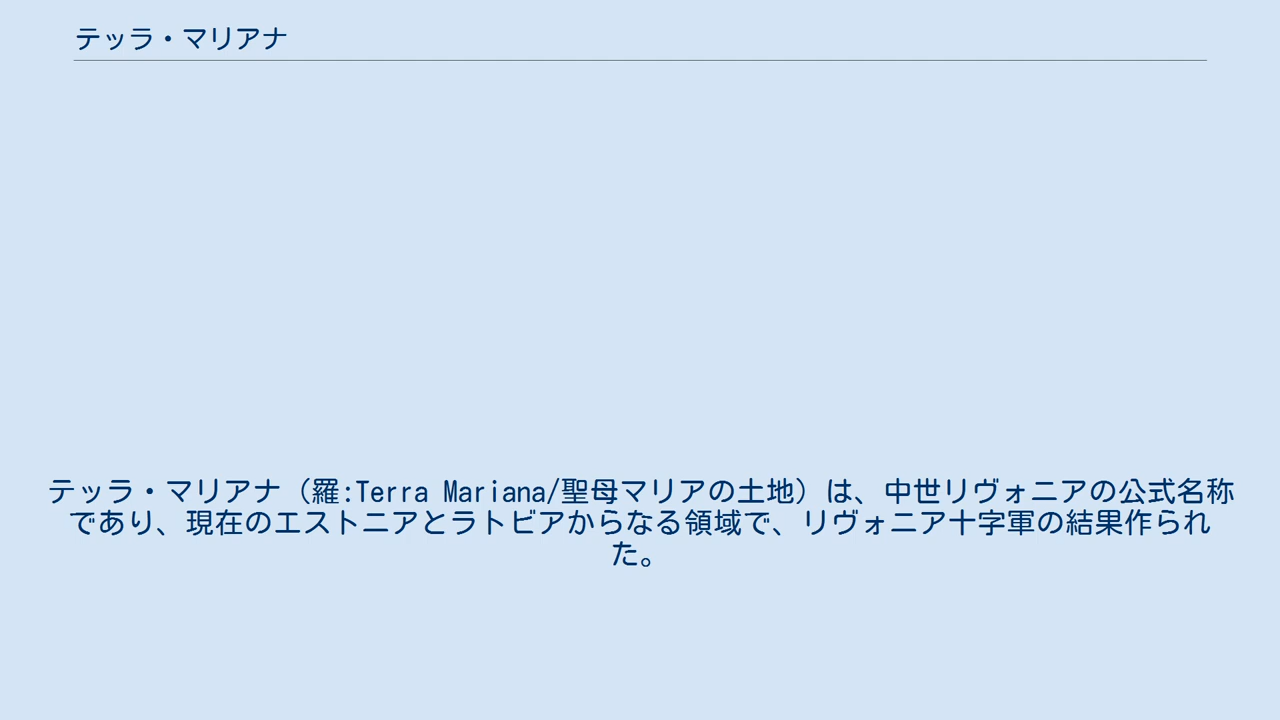 テッラ・マリアナ
テッラ・マリアナ（羅:Terra Mariana/聖母マリアの土地）は、中世リヴォニアの公式名称
であり、現在のエストニアとラトビアからなる領域で、リヴォニア十字軍の結果作られ
た。